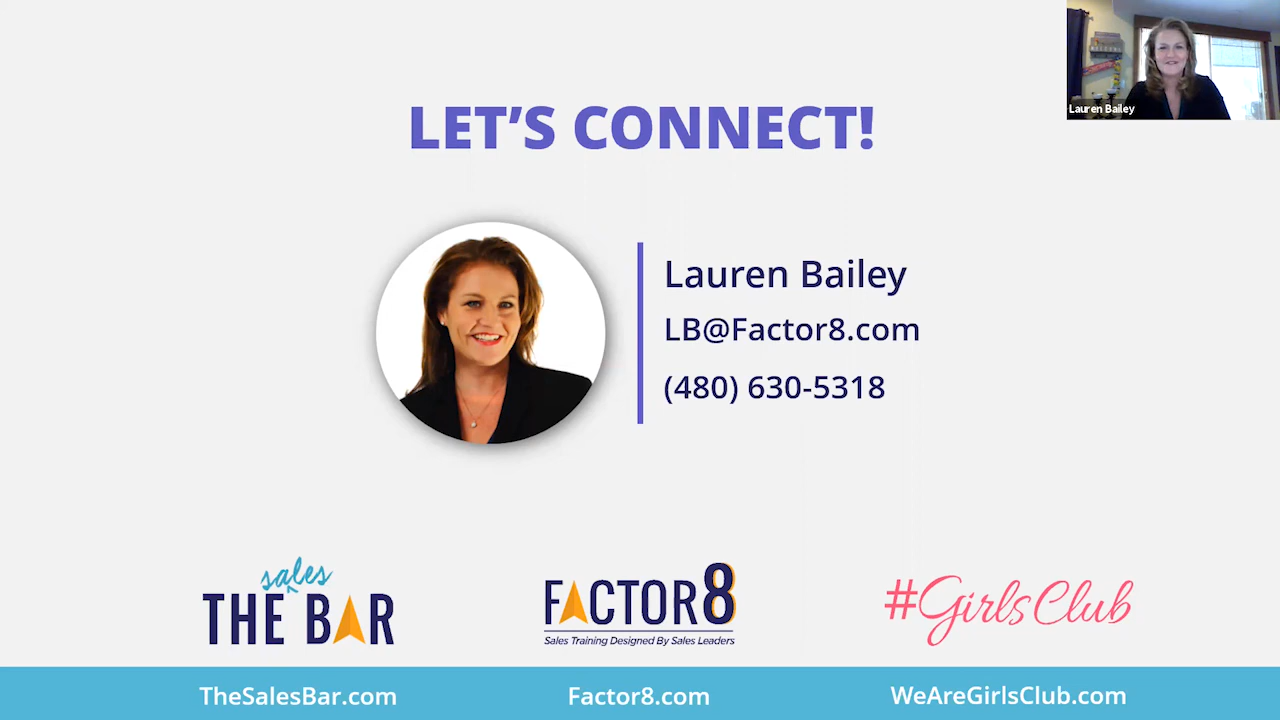 Lauren Bailey
LET'S CONNECT!
Lauren Bailey
LB@Factor8.com
(480) 630-5318
sales
THE BAR
FACTOR8
Sales Training Designed By Sales Leaders
#GirlsClub
TheSalesBar.com
Factor8.com
WeAreGirlsClub.com